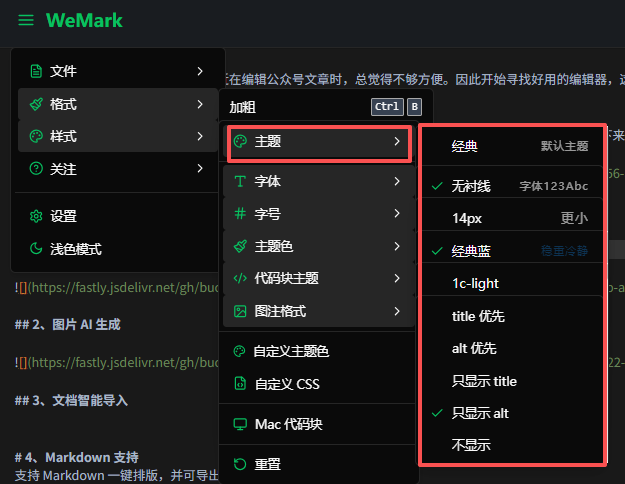 WeMark
文件
格式
样式
关注
设置
浅色模式
加粗 Ctrl B
主题
字体
字号
主题色
代码块主题
图注格式
自定义主题色
自定义 CSS
Mac 代码块
重置
经典 默认主题
无衬线 字体123Abc
14px 更小
经典蓝 稳重冷静
1c-light
title 优先
alt 优先
只显示 title
只显示 alt
不显示
在编辑公众号文章时，总觉得不够方便。因此开始寻找好用的编辑器，
下来
66-
![](https://fastly.jsdelivr.net/gh/buc
## 2、图片 AI 生成
![](https://fastly.jsdelivr.net/gh/buc
22-
## 3、文档智能导入
# 4、Markdown 支持
支持 Markdown 一键排版，并可导出